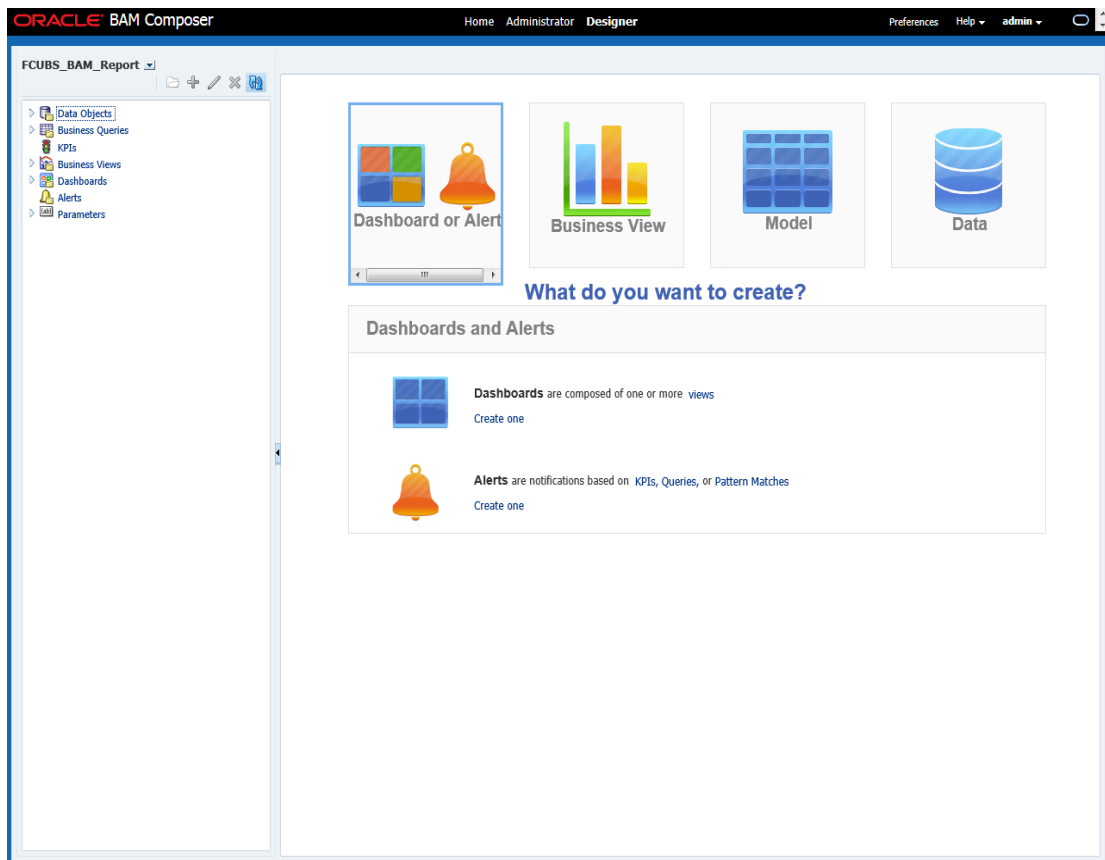 ORACLE BAM Composer Home Administrator Designer Preferences Help admin
FCUBS_BAM_Report
Data Objects
Business Queries
KPIs
Business Views
Dashboards
Alerts
Parameters
Dashboard or Alert
Business View
Model
Data
What do you want to create?
Dashboards and Alerts
Dashboards are composed of one or more views
Create one
Alerts are notifications based on KPIs, Queries, or Pattern Matches
Create one